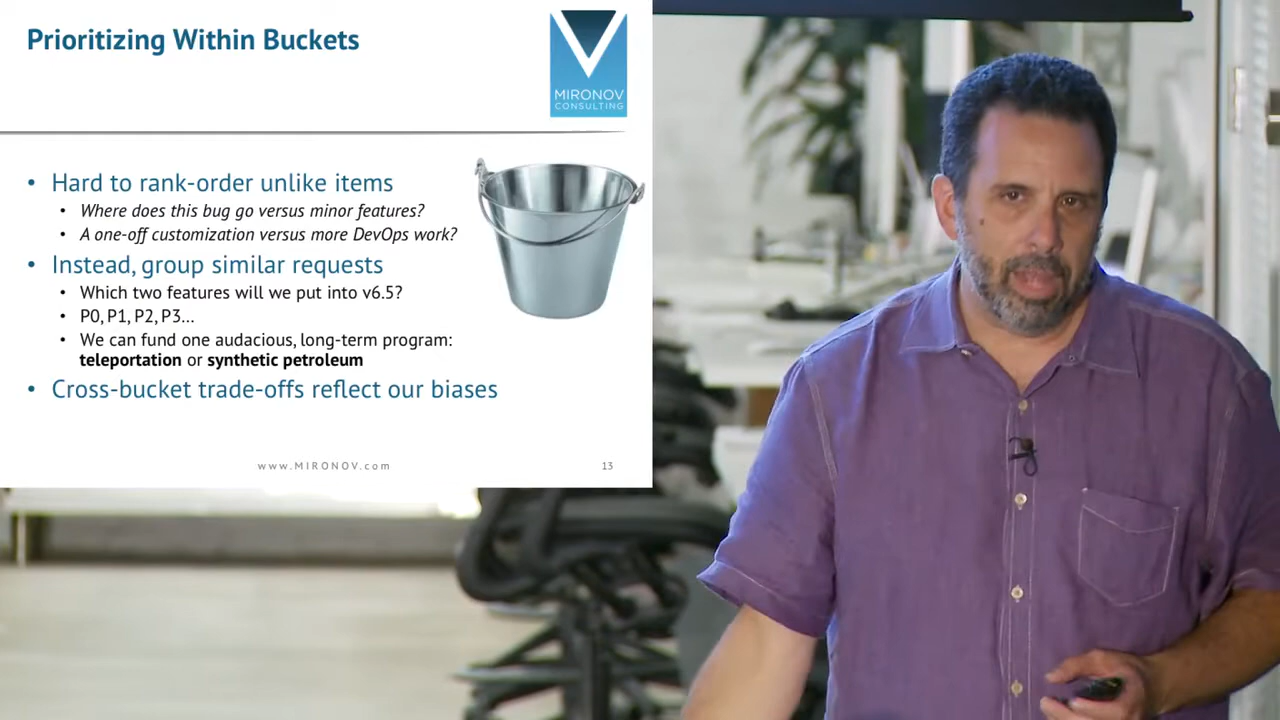 Prioritizing Within Buckets
MIRONOV
CONSULTING
• Hard to rank-order unlike items
• Where does this bug go versus minor features?
• A one-off customization versus more DevOps work?
• Instead, group similar requests
• Which two features will we put into v6.5?
• P0, P1, P2, P3...
• We can fund one audacious, long-term program:
teleportation or synthetic petroleum
• Cross-bucket trade-offs reflect our biases
www.MIRONOV.com
13